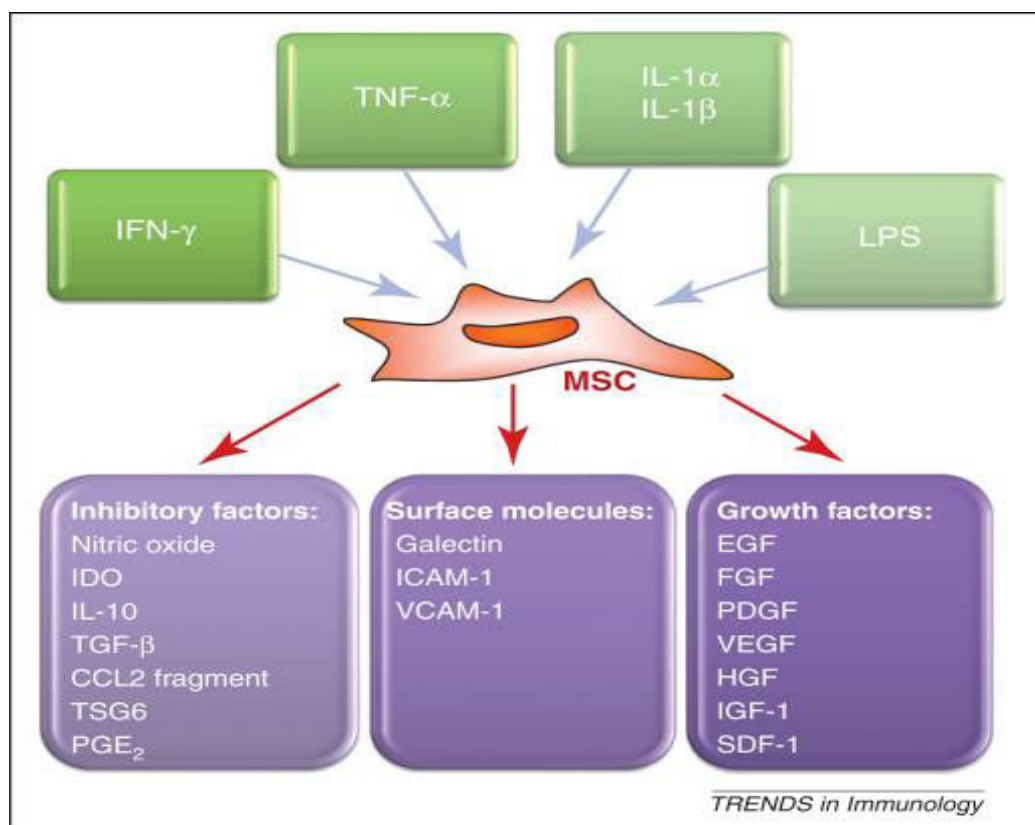 TNF-α
IL-1α
IL-1β
IFN-γ
LPS
MSC
Inhibitory factors:
Nitric oxide
IDO
IL-10
TGF-β
CCL2 fragment
TSG6
PGE₂
Surface molecules:
Galectin
ICAM-1
VCAM-1
Growth factors:
EGF
FGF
PDGF
VEGF
HGF
IGF-1
SDF-1
TRENDS in Immunology